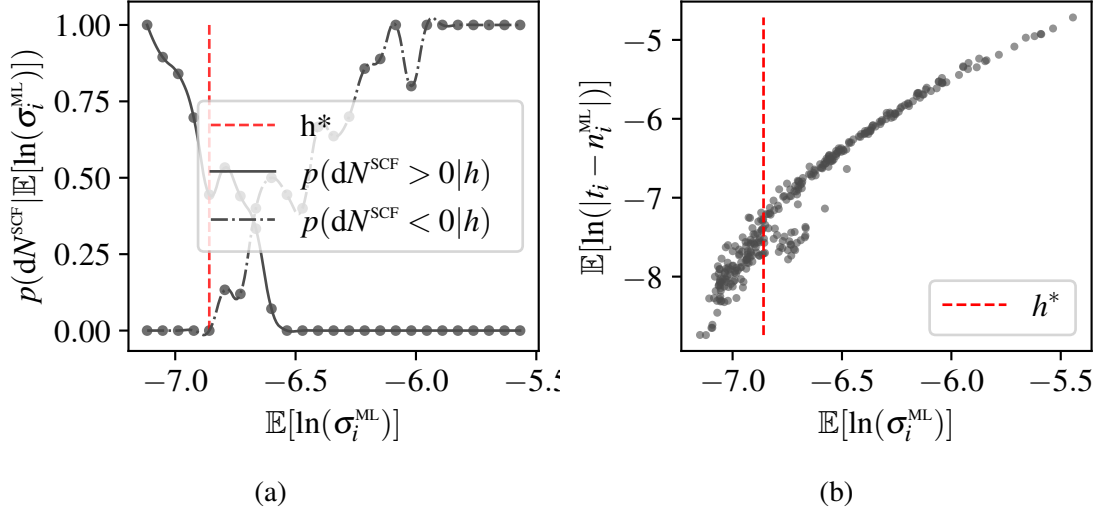 p(dN^SCF|𝔼[ln(σ_i^ML)])
1.00
0.75
0.50
0.25
0.00
h*
p(dN^SCF > 0|h)
p(dN^SCF < 0|h)
−7.0 −6.5 −6.0 −5.5
𝔼[ln(σ_i^ML)]
(a)
𝔼[ln(|t_i − n_i^ML|)]
−5
−6
−7
−8
h*
−7.0 −6.5 −6.0 −5.5
𝔼[ln(σ_i^ML)]
(b)